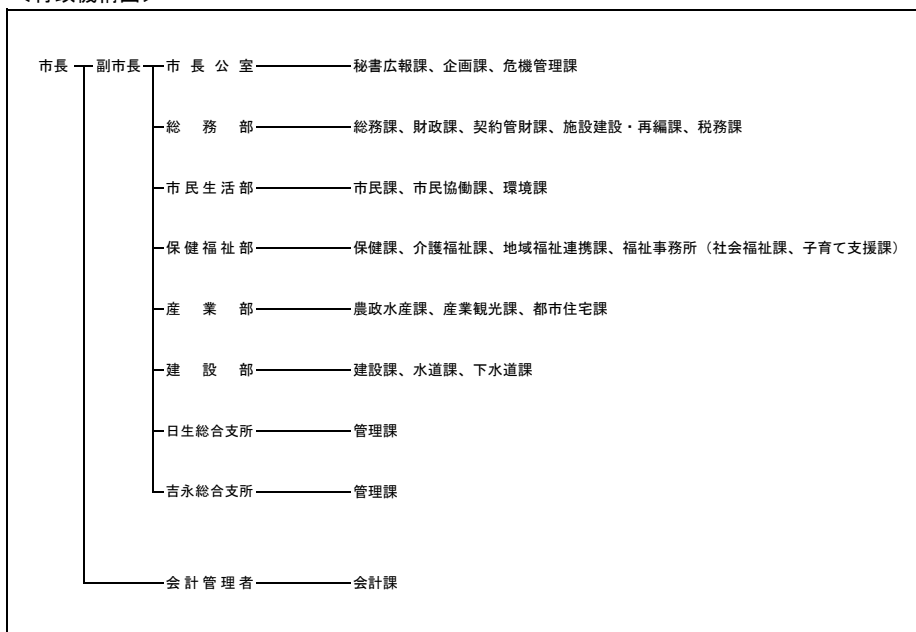 市長 副市長 市長公室 秘書広報課、企画課、危機管理課
総務部 総務課、財政課、契約管財課、施設建設・再編課、税務課
市民生活部 市民課、市民協働課、環境課
保健福祉部 保健課、介護福祉課、地域福祉連携課、福祉事務所（社会福祉課、子育て支援課）
産業部 農政水産課、産業観光課、都市住宅課
建設部 建設課、水道課、下水道課
日生総合支所 管理課
吉永総合支所 管理課
会計管理者 会計課